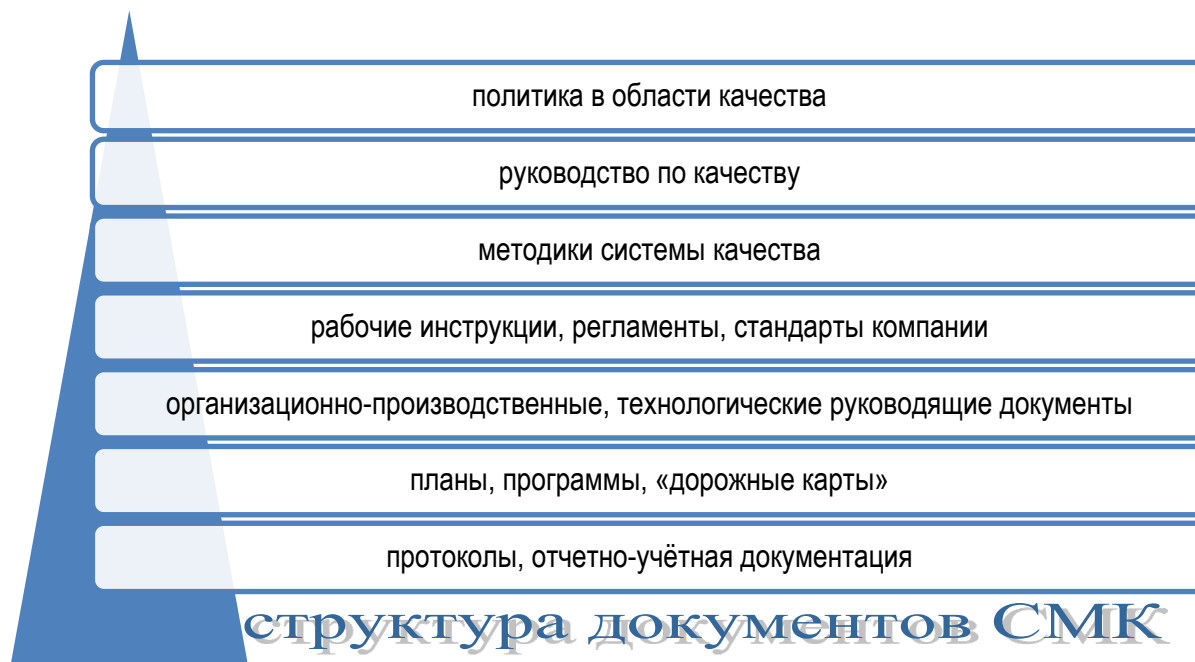 политика в области качества
руководство по качеству
методики системы качества
рабочие инструкции, регламенты, стандарты компании
организационно-производственные, технологические руководящие документы
планы, программы, «дорожные карты»
протоколы, отчетно-учётная документация
структура документов СМК